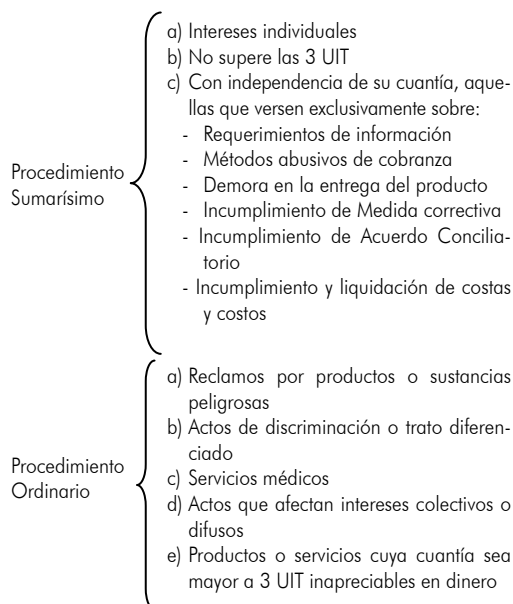 Procedimiento
Sumarísimo
a) Intereses individuales
b) No supere las 3 UIT
c) Con independencia de su cuantía, aque-
llas que versen exclusivamente sobre:
- Requerimientos de información
- Métodos abusivos de cobranza
- Demora en la entrega del producto
- Incumplimiento de Medida correctiva
- Incumplimiento de Acuerdo Concilia-
torio
- Incumplimiento y liquidación de costas
y costos
Procedimiento
Ordinario
a) Reclamos por productos o sustancias
peligrosas
b) Actos de discriminación o trato diferen-
ciado
c) Servicios médicos
d) Actos que afectan intereses colectivos o
difusos
e) Productos o servicios cuya cuantía sea
mayor a 3 UIT inapreciables en dinero